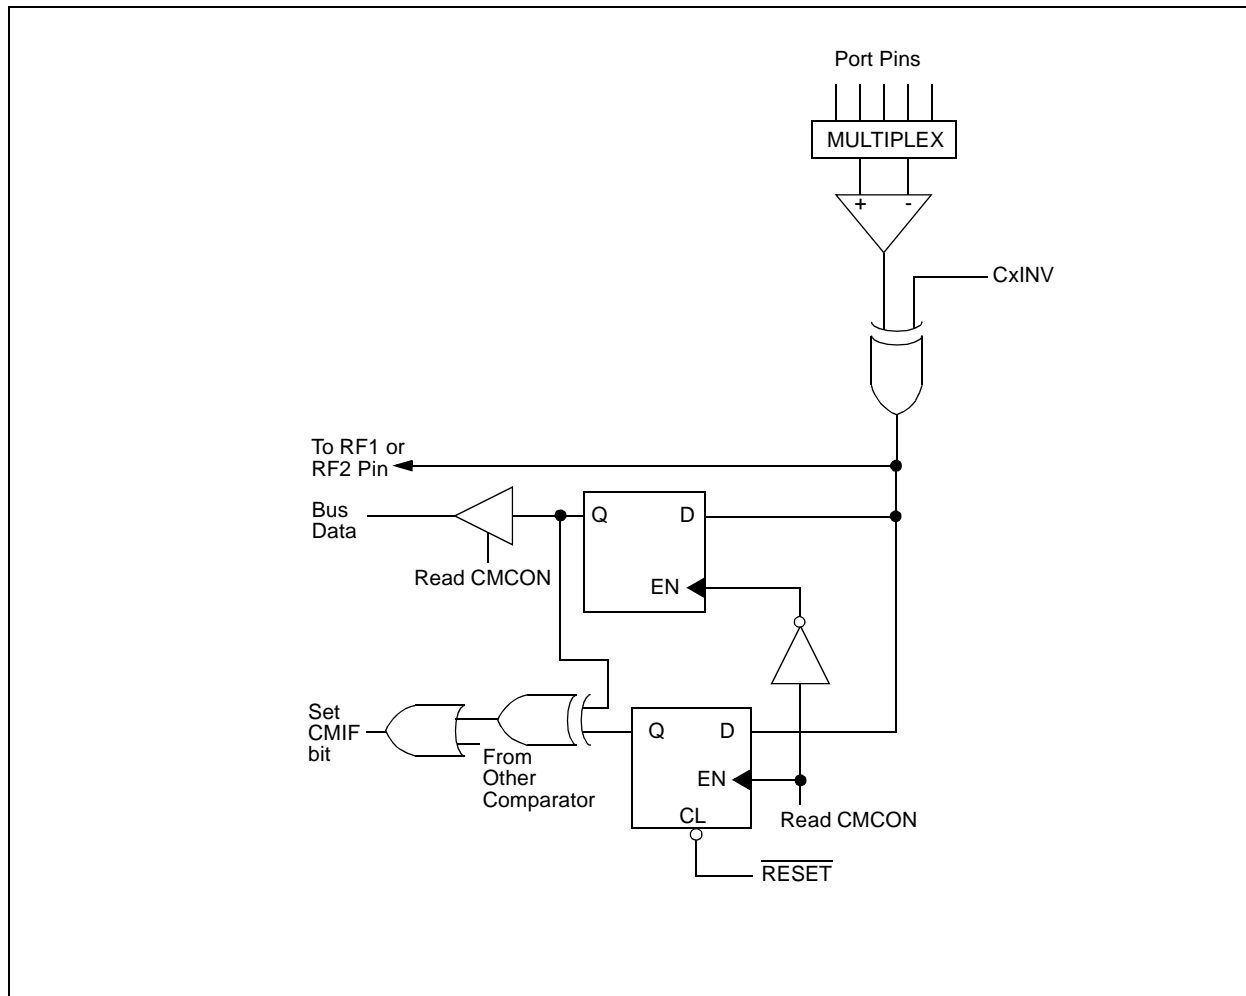 Port Pins
MULTIPLEX
+ -
CxINV
To RF1 or
RF2 Pin
Bus
Data
Q D
EN
Read CMCON
Set
CMIF
bit
From
Other
Comparator
Q D
EN
CL
Read CMCON
RESET